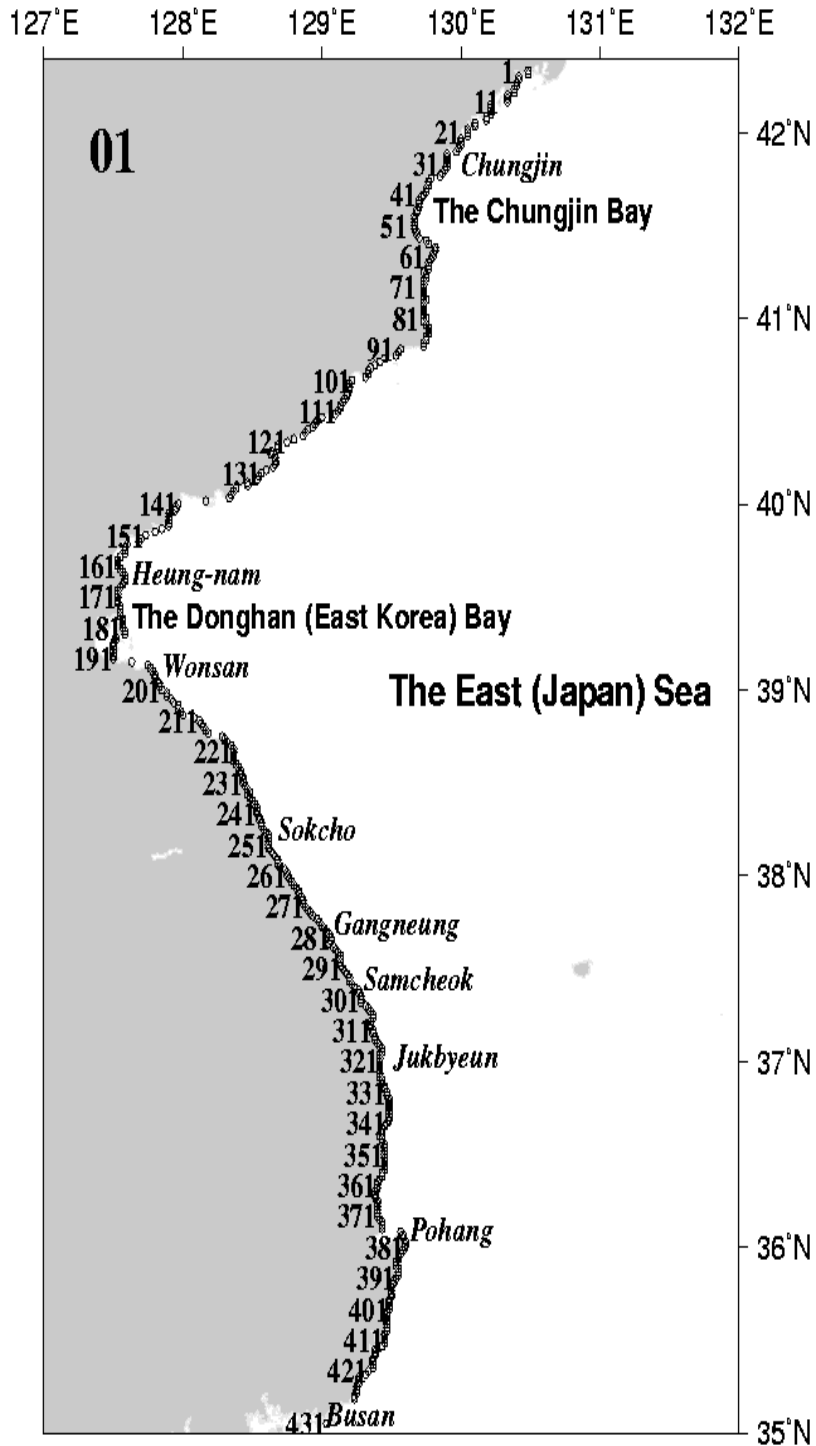 127°E 128°E 129°E 130°E 131°E 132°E
1
01
11
42°N
21
31 Chungjin
41
The Chungjin Bay
51
61
71
41°N
81
91
101
111
121
131
141
40°N
151
161 Heung-nam
171
The Donghan (East Korea) Bay
181
191 Wonsan
201
39°N
The East (Japan) Sea
211
221
231
241
Sokcho
251
261
38°N
271
Gangneung
281
291
Samcheok
301
311
321 Jukbyeun
37°N
331
341
351
361
371
Pohang
381
36°N
391
401
411
421
Busan
431
35°N